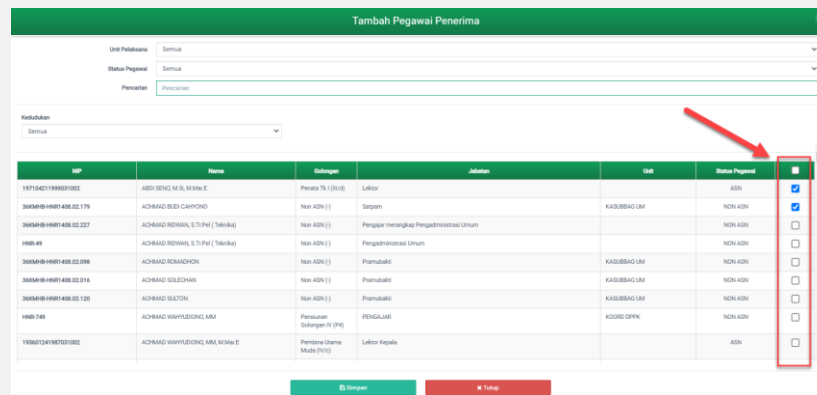 Tambah Pegawai Penerima
Unit Pelaksana Semua
Status Pegawai Semua
Pencarian Pencarian
Kedudukan
Semua
NIP Nama Golongan Jabatan Unit Status Pegawai
197104211999031002 ABDI SENO, M.Si, M.Mar.E Penata Tk I (III/d) Lektor ASN
36KMHB-HNR1408.02.179 ACHMAD BUDI CAHYONO Non ASN (-) Satpam KASUBBAG UM NON ASN
36KMHB-HNR1408.02.227 ACHMAD RIDWAN, S.Tr.Pel ( Teknika) Non ASN (-) Pengajar merangkap Pengadministrasi Umum NON ASN
HNR-49 ACHMAD RIDWAN, S.Tr.Pel ( Teknika) Non ASN (-) Pengadministrasi Umum NON ASN
36KMHB-HNR1408.02.098 ACHMAD ROMADHON Non ASN (-) Pramubakti KASUBBAG UM NON ASN
36KMHB-HNR1408.02.016 ACHMAD SOLECHAN Non ASN (-) Pramubakti KASUBBAG UM NON ASN
36KMHB-HNR1408.02.120 ACHMAD SULTON Non ASN (-) Pramubakti KASUBBAG UM NON ASN
HNR-749 ACHMAD WAHYUDIONO, MM Pensiunan Golongan IV (P4) PENGAJAR KOORD DPPK NON ASN
195601241987031002 ACHMAD WAHYUDIONO, MM, M.Mar.E Pembina Utama Muda (IV/c) Lektor Kepala ASN
Simpan Tutup